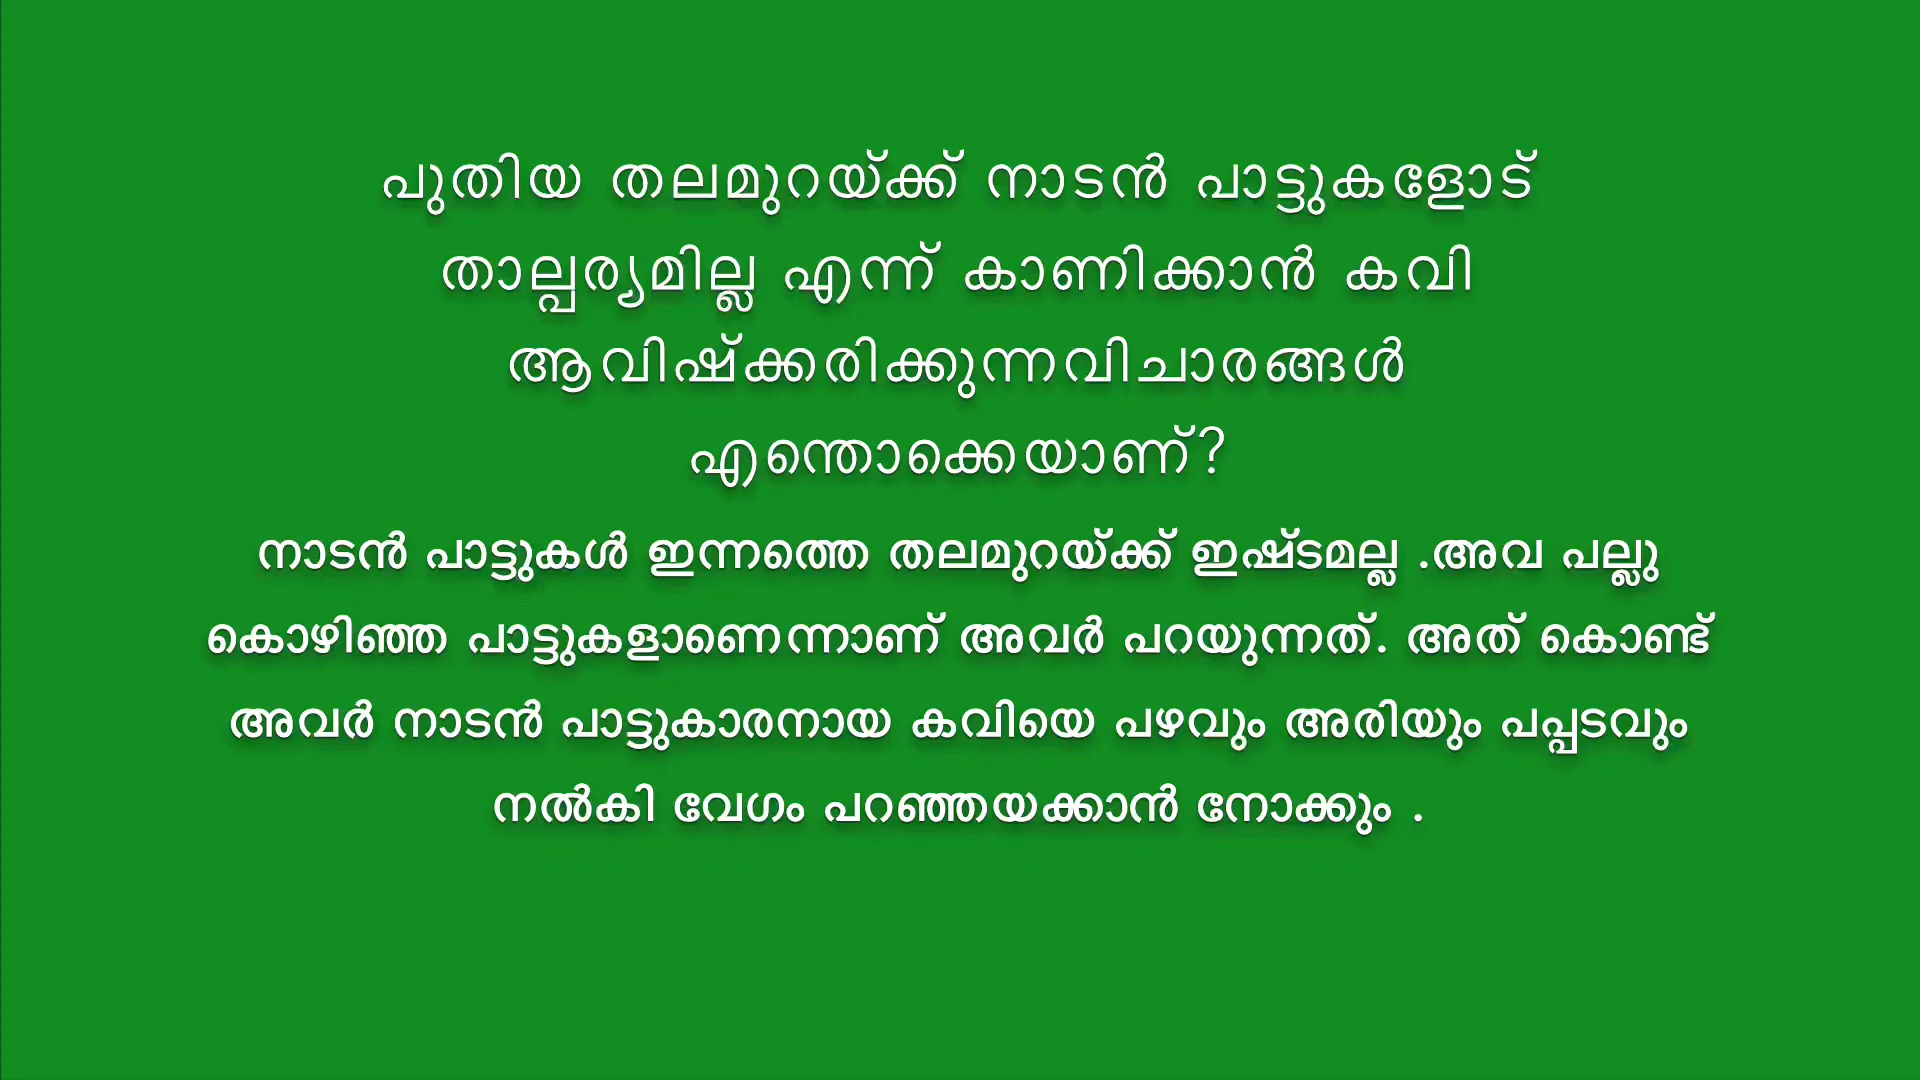 പുതിയ തലമുറയ്ക്ക് നാടൻ പാട്ടുകളോട്
താല്പര്യമില്ല എന്ന് കാണിക്കാൻ കവി
ആവിഷ്ക്കരിക്കുന്നവിചാരങ്ങൾ
എന്തൊക്കെയാണ്?
നാടൻ പാട്ടുകൾ ഇന്നത്തെ തലമുറയ്ക്ക് ഇഷ്ടമല്ല .അവ പല്ലു
കൊഴിഞ്ഞ പാട്ടുകളാണെന്നാണ് അവർ പറയുന്നത്. അത് കൊണ്ട്
അവർ നാടൻ പാട്ടുകാരനായ കവിയെ പഴവും അരിയും പപ്പടവും
നൽകി വേഗം പറഞ്ഞയക്കാൻ നോക്കും .